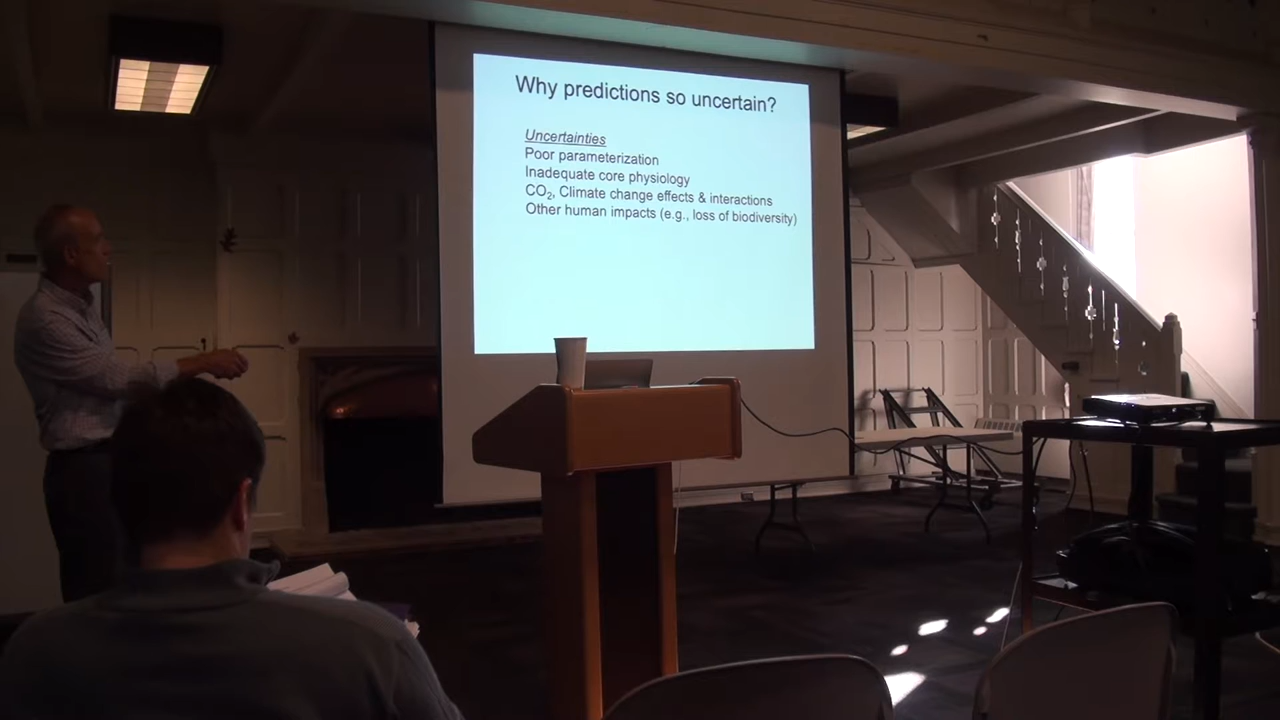 Why predictions so uncertain?
Uncertainties
Poor parameterization
Inadequate core physiology
CO₂, Climate change effects & interactions
Other human impacts (e.g., loss of biodiversity)